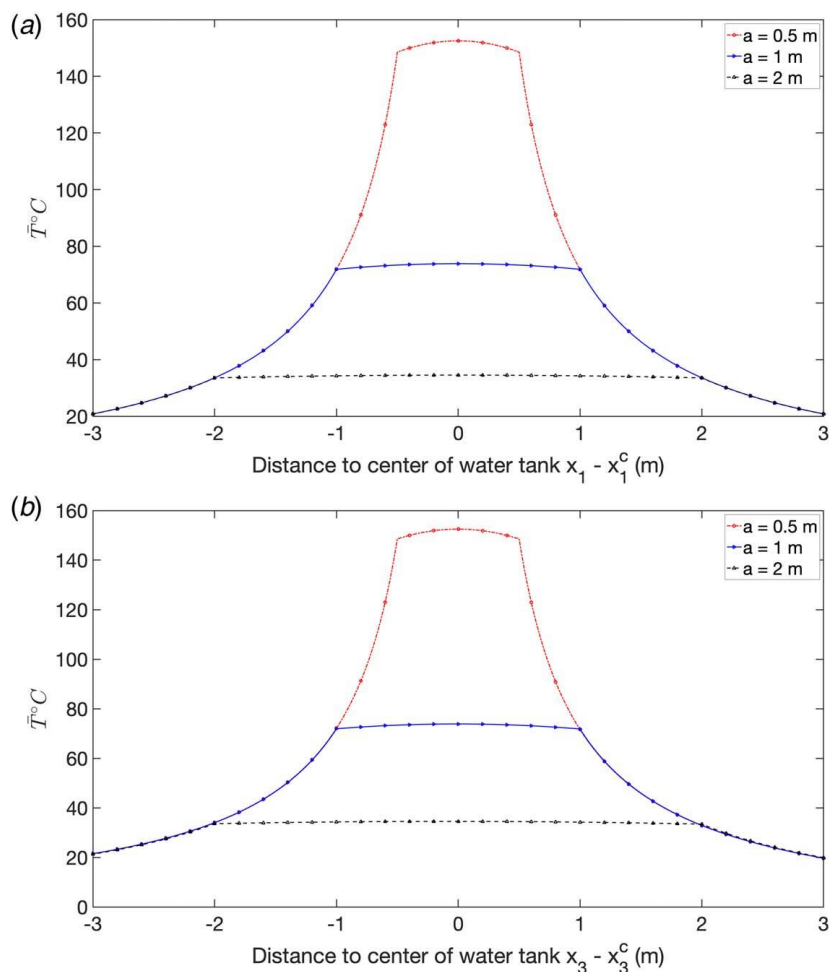 (a)
160
140
120
100
80
60
40
20
T̄°C
a = 0.5 m
a = 1 m
a = 2 m
-3 -2 -1 0 1 2 3
Distance to center of water tank x₁ - x₁ᶜ (m)
(b)
160
140
120
100
80
60
40
20
0
T̄°C
a = 0.5 m
a = 1 m
a = 2 m
-3 -2 -1 0 1 2 3
Distance to center of water tank x₃ - x₃ᶜ (m)